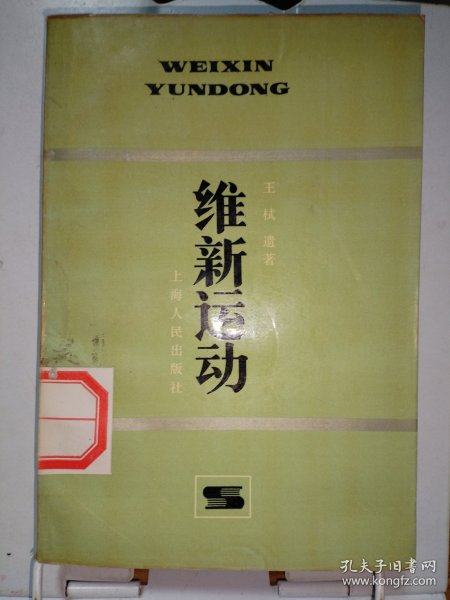 WEIXIN
YUNDONG
维新运动
王栻遗著
上海人民出版社
孔夫子旧书网
www.kongfz.com